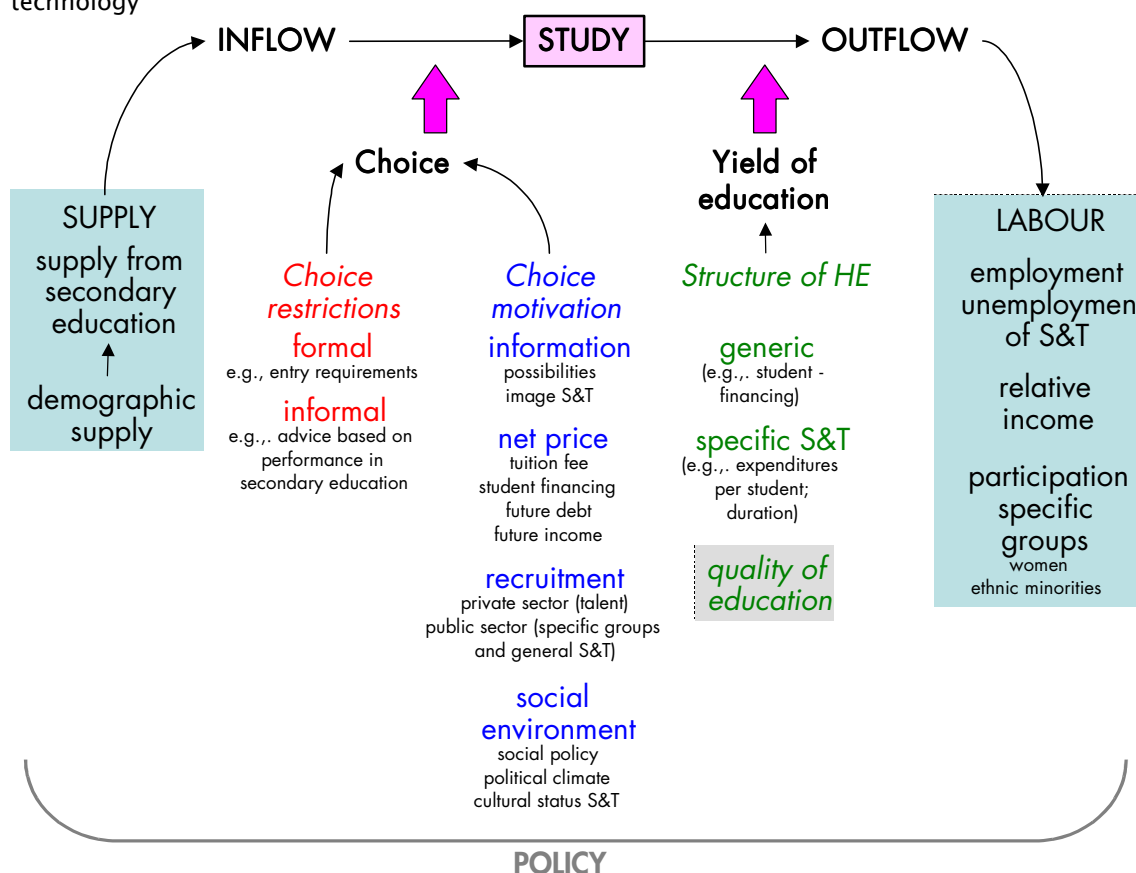 technology
INFLOW
STUDY
OUTFLOW
Choice
Yield of
education
SUPPLY
supply from
secondary
education
demographic
supply
Choice
restrictions
formal
e.g., entry requirements
informal
e.g.,. advice based on
performance in
secondary education
Choice
motivation
information
possibilities
image S&T
net price
tuition fee
student financing
future debt
future income
recruitment
private sector (talent)
public sector (specific groups
and general S&T)
social
environment
social policy
political climate
cultural status S&T
Structure of HE
generic
(e.g.,. student -
financing)
specific S&T
(e.g.,. expenditures
per student;
duration)
quality of
education
LABOUR
employment
unemploymen
of S&T
relative
income
participation
specific
groups
women
ethnic minorities
POLICY